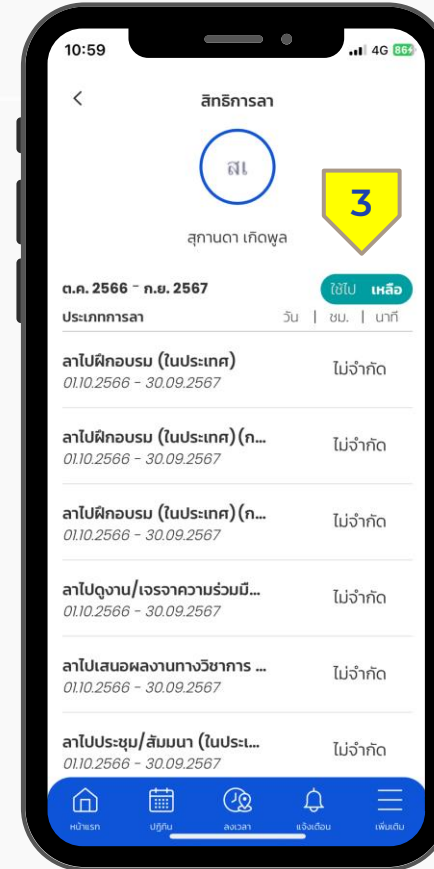 10:59 4G 86
สิทธิการลา
สเ
3
สุกานดา เกิดพูล
ต.ค. 2566 - ก.ย. 2567 ใช้ไป เหลือ
ประเภทการลา วัน | ชม. | นาที
ลาไปฝึกอบรม (ในประเทศ) ไม่จำกัด
01.10.2566 - 30.09.2567
ลาไปฝึกอบรม (ในประเทศ) (ก... ไม่จำกัด
01.10.2566 - 30.09.2567
ลาไปฝึกอบรม (ในประเทศ) (ก... ไม่จำกัด
01.10.2566 - 30.09.2567
ลาไปดูงาน/เจรจาความร่วมมื... ไม่จำกัด
01.10.2566 - 30.09.2567
ลาไปเสนอผลงานทางวิชาการ ... ไม่จำกัด
01.10.2566 - 30.09.2567
ลาไปประชุม/สัมมนา (ในประเ... ไม่จำกัด
01.10.2566 - 30.09.2567
หน้าแรก ปฏิทิน ลงเวลา แจ้งเตือน เพิ่มเติม